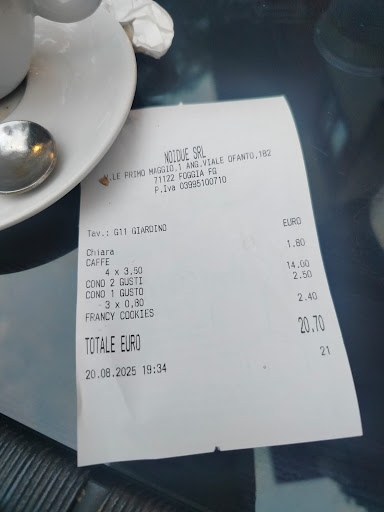 NOIDUE SRL
V.LE PRIMO MAGGIO,1 ANG.VIALE OFANTO,182
71122 FOGGIA FG
P.Iva 03995100710
Tav.: G11 GIARDINO
EURO
Chiara
CAFFE 1.80
4 x 3,50
CONO 2 GUSTI 14,00
CONO 1 GUSTO 2.50
3 x 0,80
FRANCY COOKIES 2.40
TOTALE EURO 20.70
20.08.2025 19:34 21